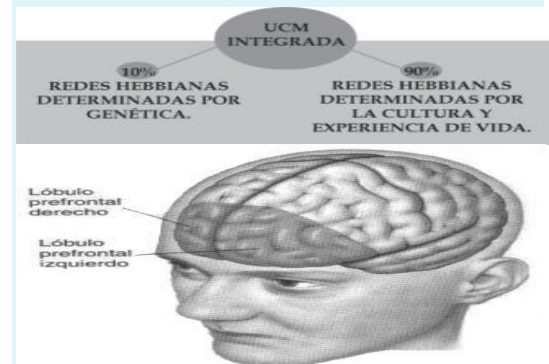 UCM
INTEGRADA
10%
REDES HEBBIANAS
DETERMINADAS POR
GENÉTICA.
90%
REDES HEBBIANAS
DETERMINADAS POR
LA CULTURA Y
EXPERIENCIA DE VIDA.
Lóbulo
prefrontal
derecho
Lóbulo
prefrontal
izquierdo